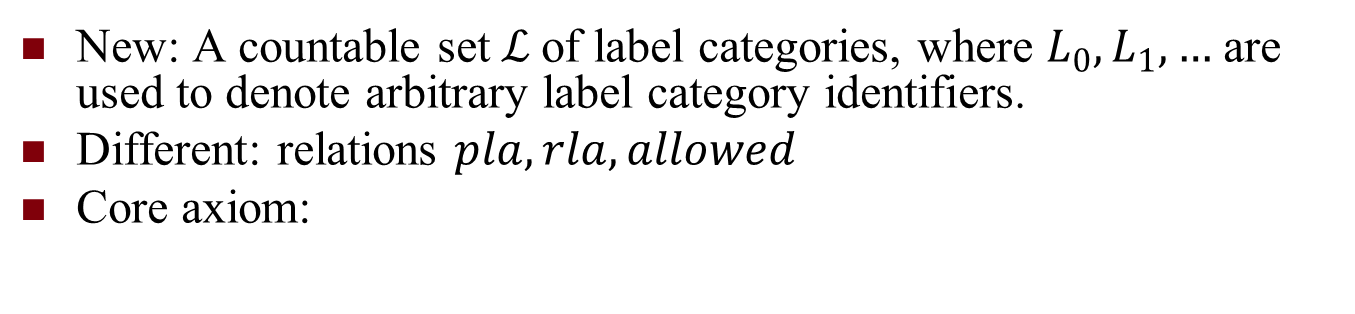 ■ New: A countable set ℒ of label categories, where L₀, L₁, ... are
used to denote arbitrary label category identifiers.
■ Different: relations pla, rla, allowed
■ Core axiom: